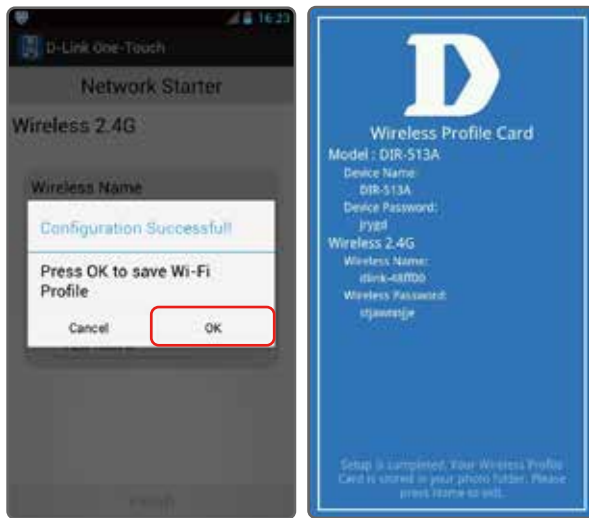 16:23
D-Link One-Touch
Network Starter
Wireless 2.4G
Wireless Name
Configuration Successful!
Press OK to save Wi-Fi
Profile
Cancel OK
Finish
D
Wireless Profile Card
Model : DIR-513A
Device Name:
DIR-513A
Device Password:
Wireless 2.4G
Wireless Name:
Wireless Password:
Setup is completed. Your Wireless Profile
Card is stored in your photo folder. Please
press Home to exit.